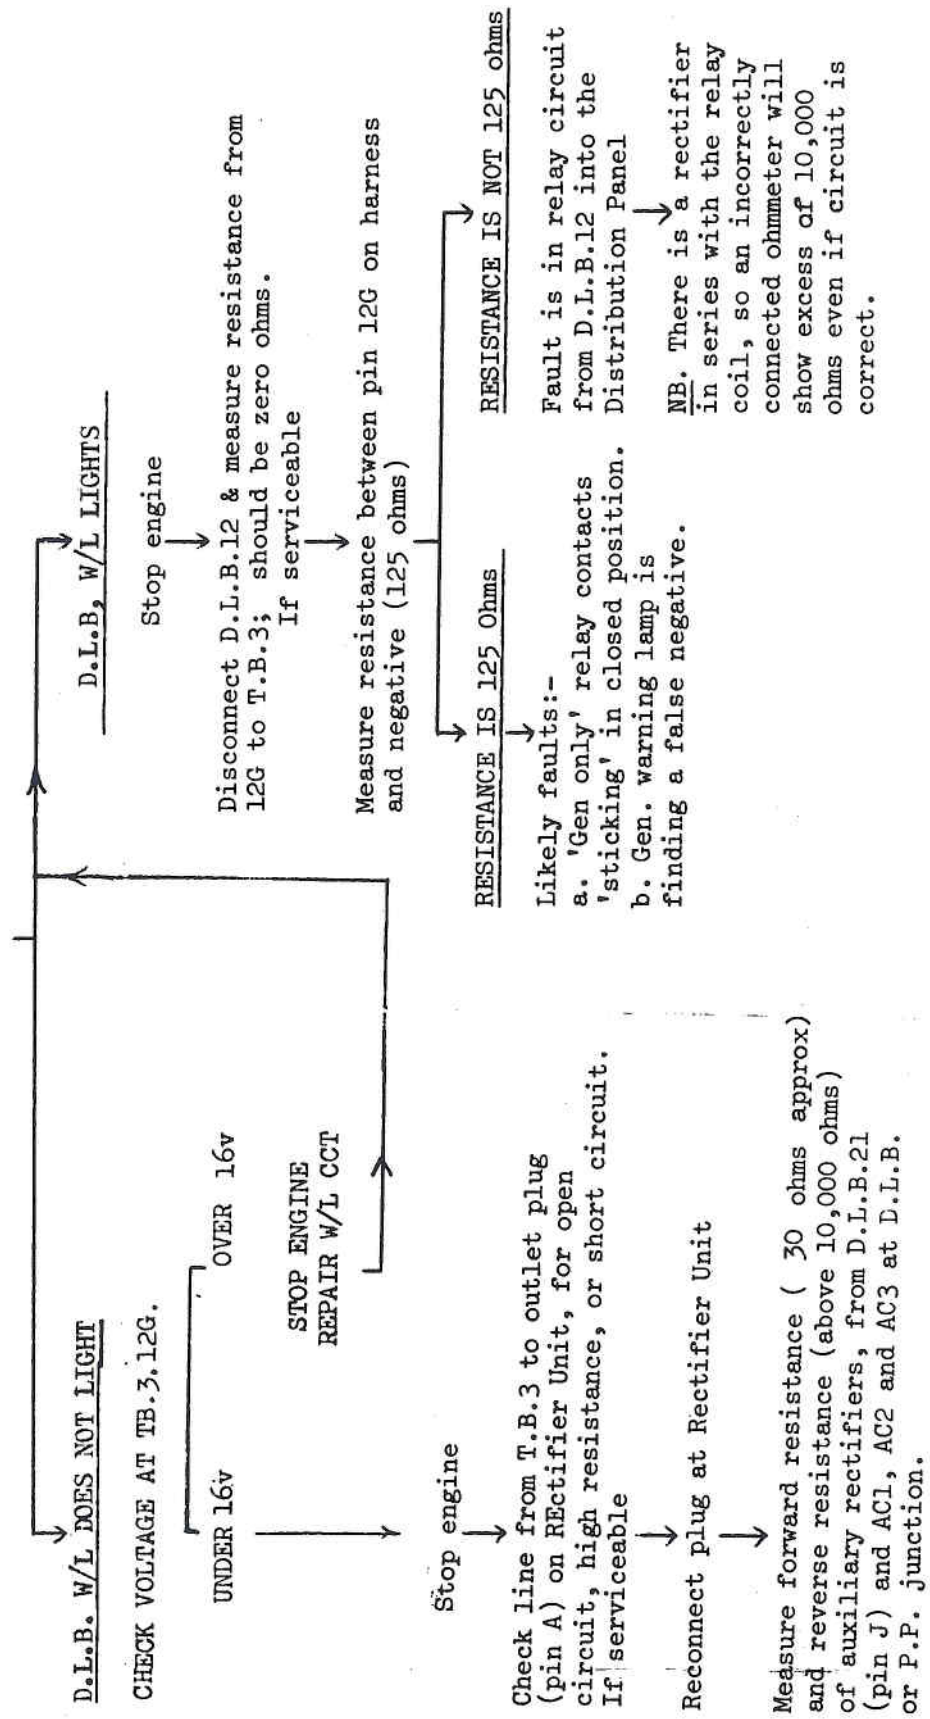 D.L.B. W/L DOES NOT LIGHT
CHECK VOLTAGE AT TB.3.12G.
UNDER 16v
OVER 16v
STOP ENGINE
REPAIR W/L CCT
Stop engine
Check line from T.B.3 to outlet plug
(pin A) on REctifier Unit, for open
circuit, high resistance, or short circuit.
If serviceable
Reconnect plug at Rectifier Unit
Measure forward resistance ( 30 ohms approx)
and reverse resistance (above 10,000 ohms)
of auxiliary rectifiers, from D.L.B.21
(pin J) and AC1, AC2 and AC3 at D.L.B.
or P.P. junction.
D.L.B, W/L LIGHTS
Stop engine
Disconnect D.L.B.12 & measure resistance from
12G to T.B.3; should be zero ohms.
If serviceable
Measure resistance between pin 12G on harness
and negative (125 ohms)
RESISTANCE IS 125 Ohms
Likely faults:-
a. 'Gen only' relay contacts
'sticking' in closed position.
b. Gen. warning lamp is
finding a false negative.
RESISTANCE IS NOT 125 ohms
Fault is in relay circuit
from D.L.B.12 into the
Distribution Panel
NB. There is a rectifier
in series with the relay
coil, so an incorrectly
connected ohmmeter will
show excess of 10,000
ohms even if circuit is
correct.